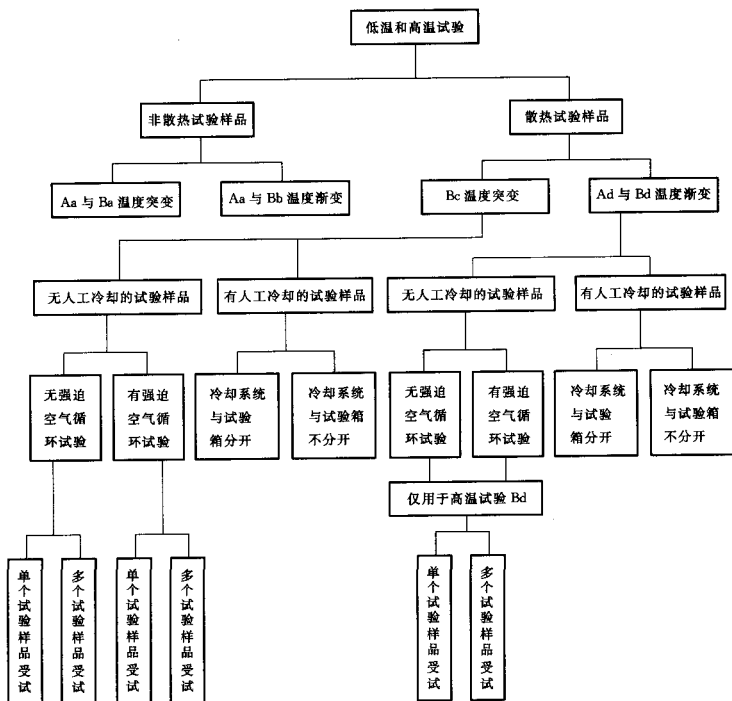 低温和高温试验
非散热试验样品
散热试验样品
Aa 与 Ba 温度突变
Aa 与 Bb 温度渐变
Bc 温度突变
Ad 与 Bd 温度渐变
无人工冷却的试验样品
有人工冷却的试验样品
无人工冷却的试验样品
有人工冷却的试验样品
无强迫
空气循
环试验
有强迫
空气循
环试验
冷却系统
与试验
箱分开
冷却系统
与试验箱
不分开
无强迫
空气循
环试验
有强迫
空气循
环试验
冷却系统
与试验
箱分开
冷却系统
与试验箱
不分开
仅用于高温试验 Bd
单个试验样品受试
多个试验样品受试
单个试验样品受试
多个试验样品受试
单个试验样品受试
多个试验样品受试